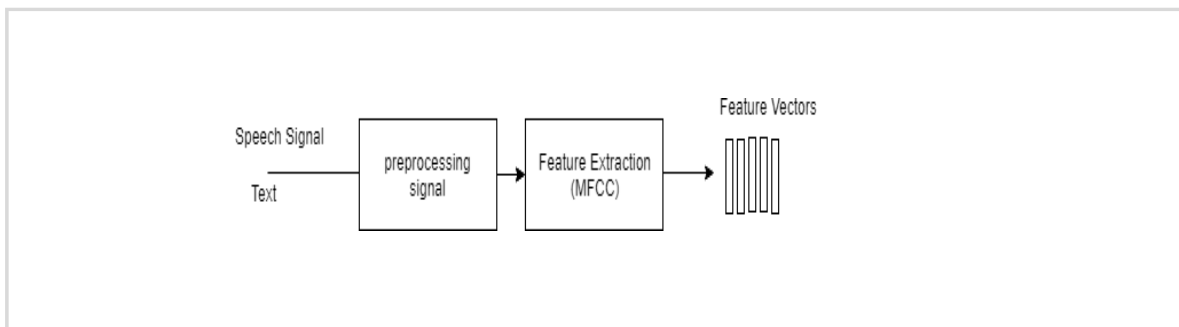 Speech Signal
Text
preprocessing
signal
Feature Extraction
(MFCC)
Feature Vectors